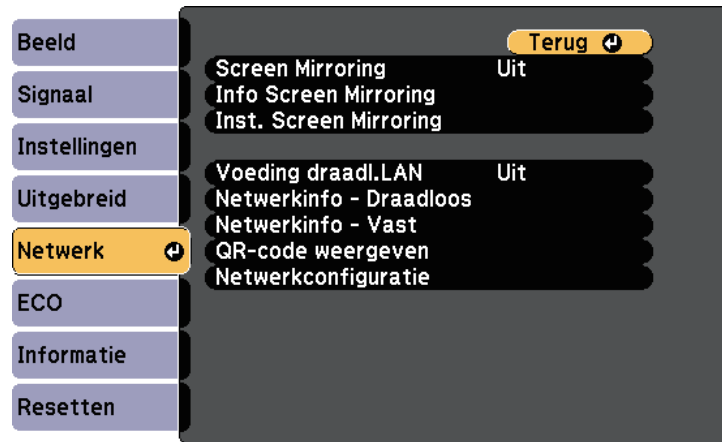 Beeld
Signaal
Instellingen
Uitgebreid
Netwerk
ECO
Informatie
Resetten
Terug
Screen Mirroring Uit
Info Screen Mirroring
Inst. Screen Mirroring
Voeding draadl.LAN Uit
Netwerkinfo - Draadloos
Netwerkinfo - Vast
QR-code weergeven
Netwerkconfiguratie